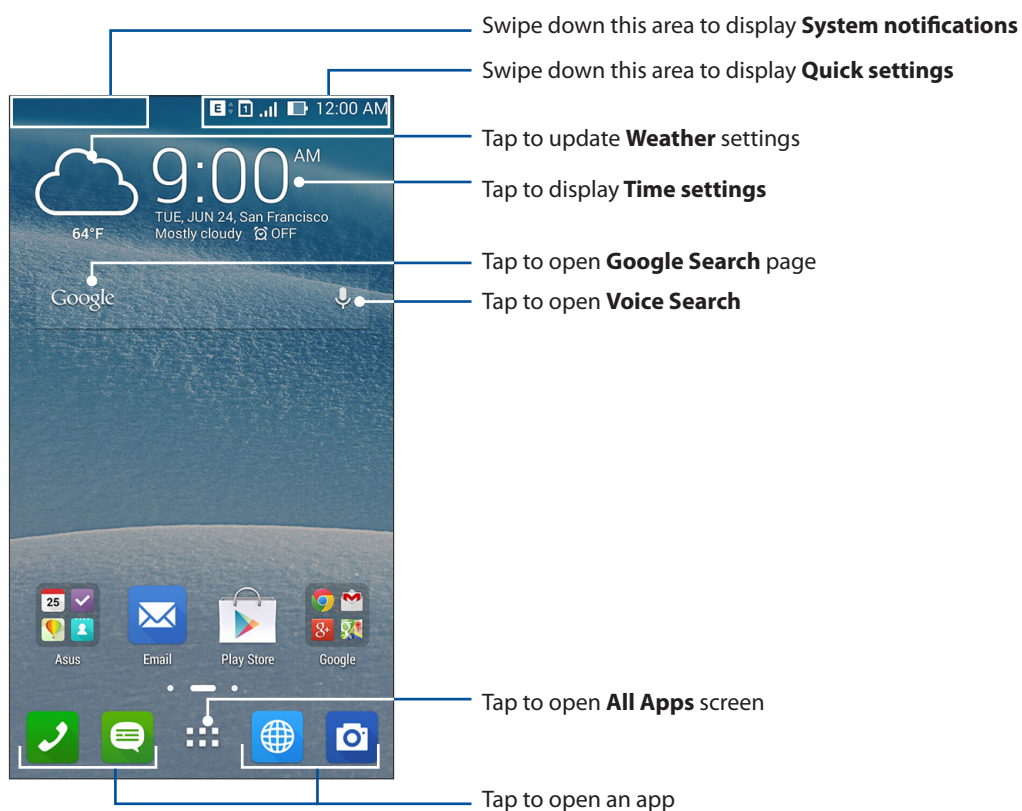 Swipe down this area to display System notifications
Swipe down this area to display Quick settings
E 1 12:00 AM
Tap to update Weather settings
9:00 AM
Tap to display Time settings
TUE, JUN 24, San Francisco
64°F
Mostly cloudy OFF
Tap to open Google Search page
Google
Tap to open Voice Search
25
8+
Asus
Email
Play Store
Google
Tap to open All Apps screen
Tap to open an app